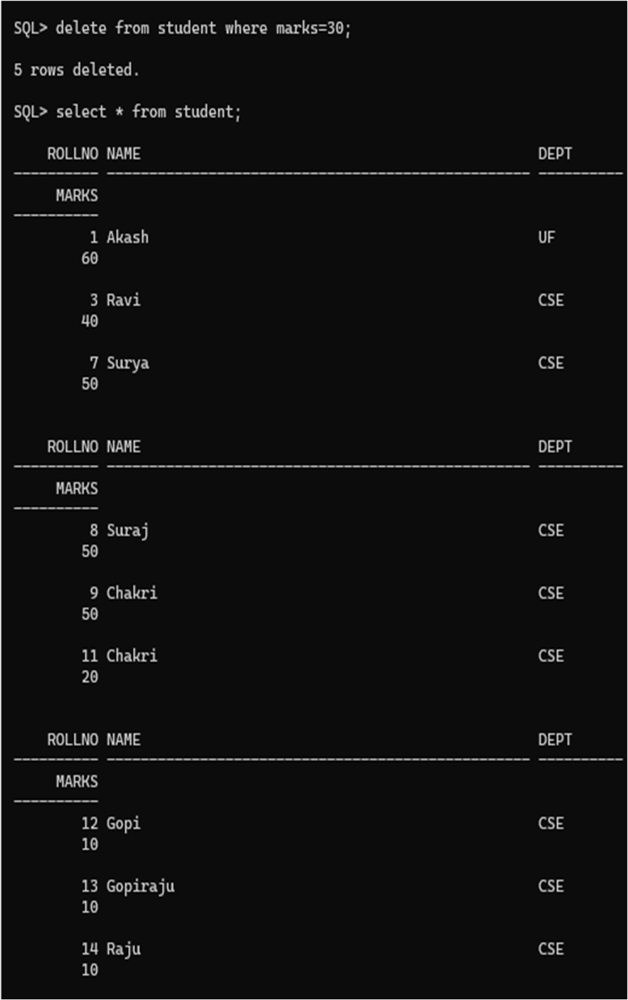 SQL> delete from student where marks=30;
5 rows deleted.
SQL> select * from student;
ROLLNO NAME DEPT
---------- -------------------------------------------------- ----------
MARKS
----------
1 Akash UF
60
3 Ravi CSE
40
7 Surya CSE
50
ROLLNO NAME DEPT
---------- -------------------------------------------------- ----------
MARKS
----------
8 Suraj CSE
50
9 Chakri CSE
50
11 Chakri CSE
20
ROLLNO NAME DEPT
---------- -------------------------------------------------- ----------
MARKS
----------
12 Gopi CSE
10
13 Gopiraju CSE
10
14 Raju CSE
10